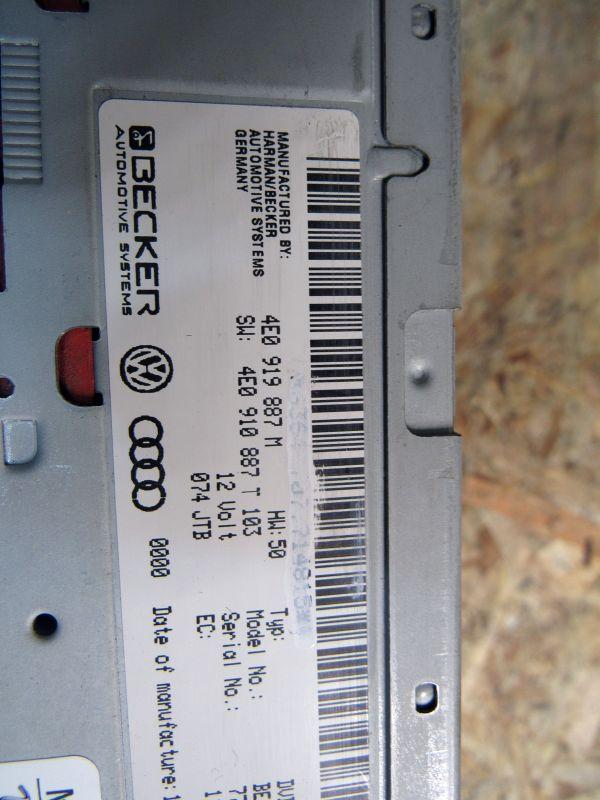 BECKER
AUTOMOTIVE SYSTEMS
MANUFACTURED BY:
HARMAN/BECKER
AUTOMOTIVE SYSTEMS
GERMANY
4E0 919 887 M HW:50
SW: 4E0 910 887 T 103
12 Volt
074 JTB
0000
Typ:
Model No.:
Serial No.:
EC:
Date of manufacture: